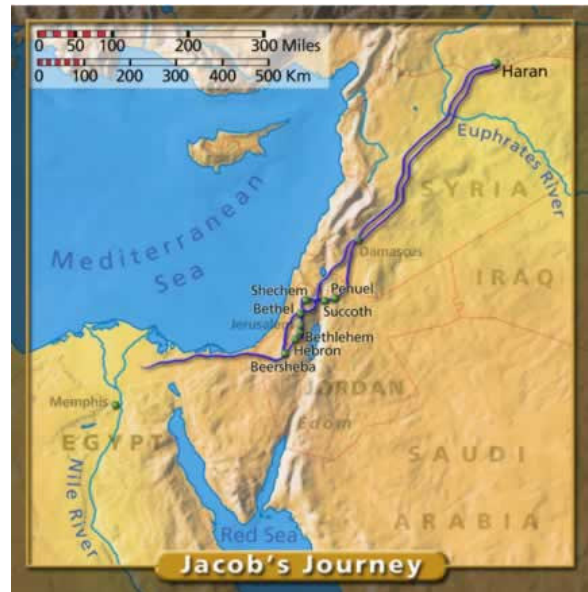 0 50 100 200 300 Miles
0 100 200 300 400 500 Km
Haran
Euphrates
River
SYRIA
Mediterranean
Sea
Damascus
IRAQ
Shechem
Penuel
Bethel
Succoth
Jerusalem
Bethlehem
Hebron
Beersheba
JORDAN
Memphis
Edom
EGYPT
SAUDI
Nile River
ARABIA
Red Sea
Jacob's Journey